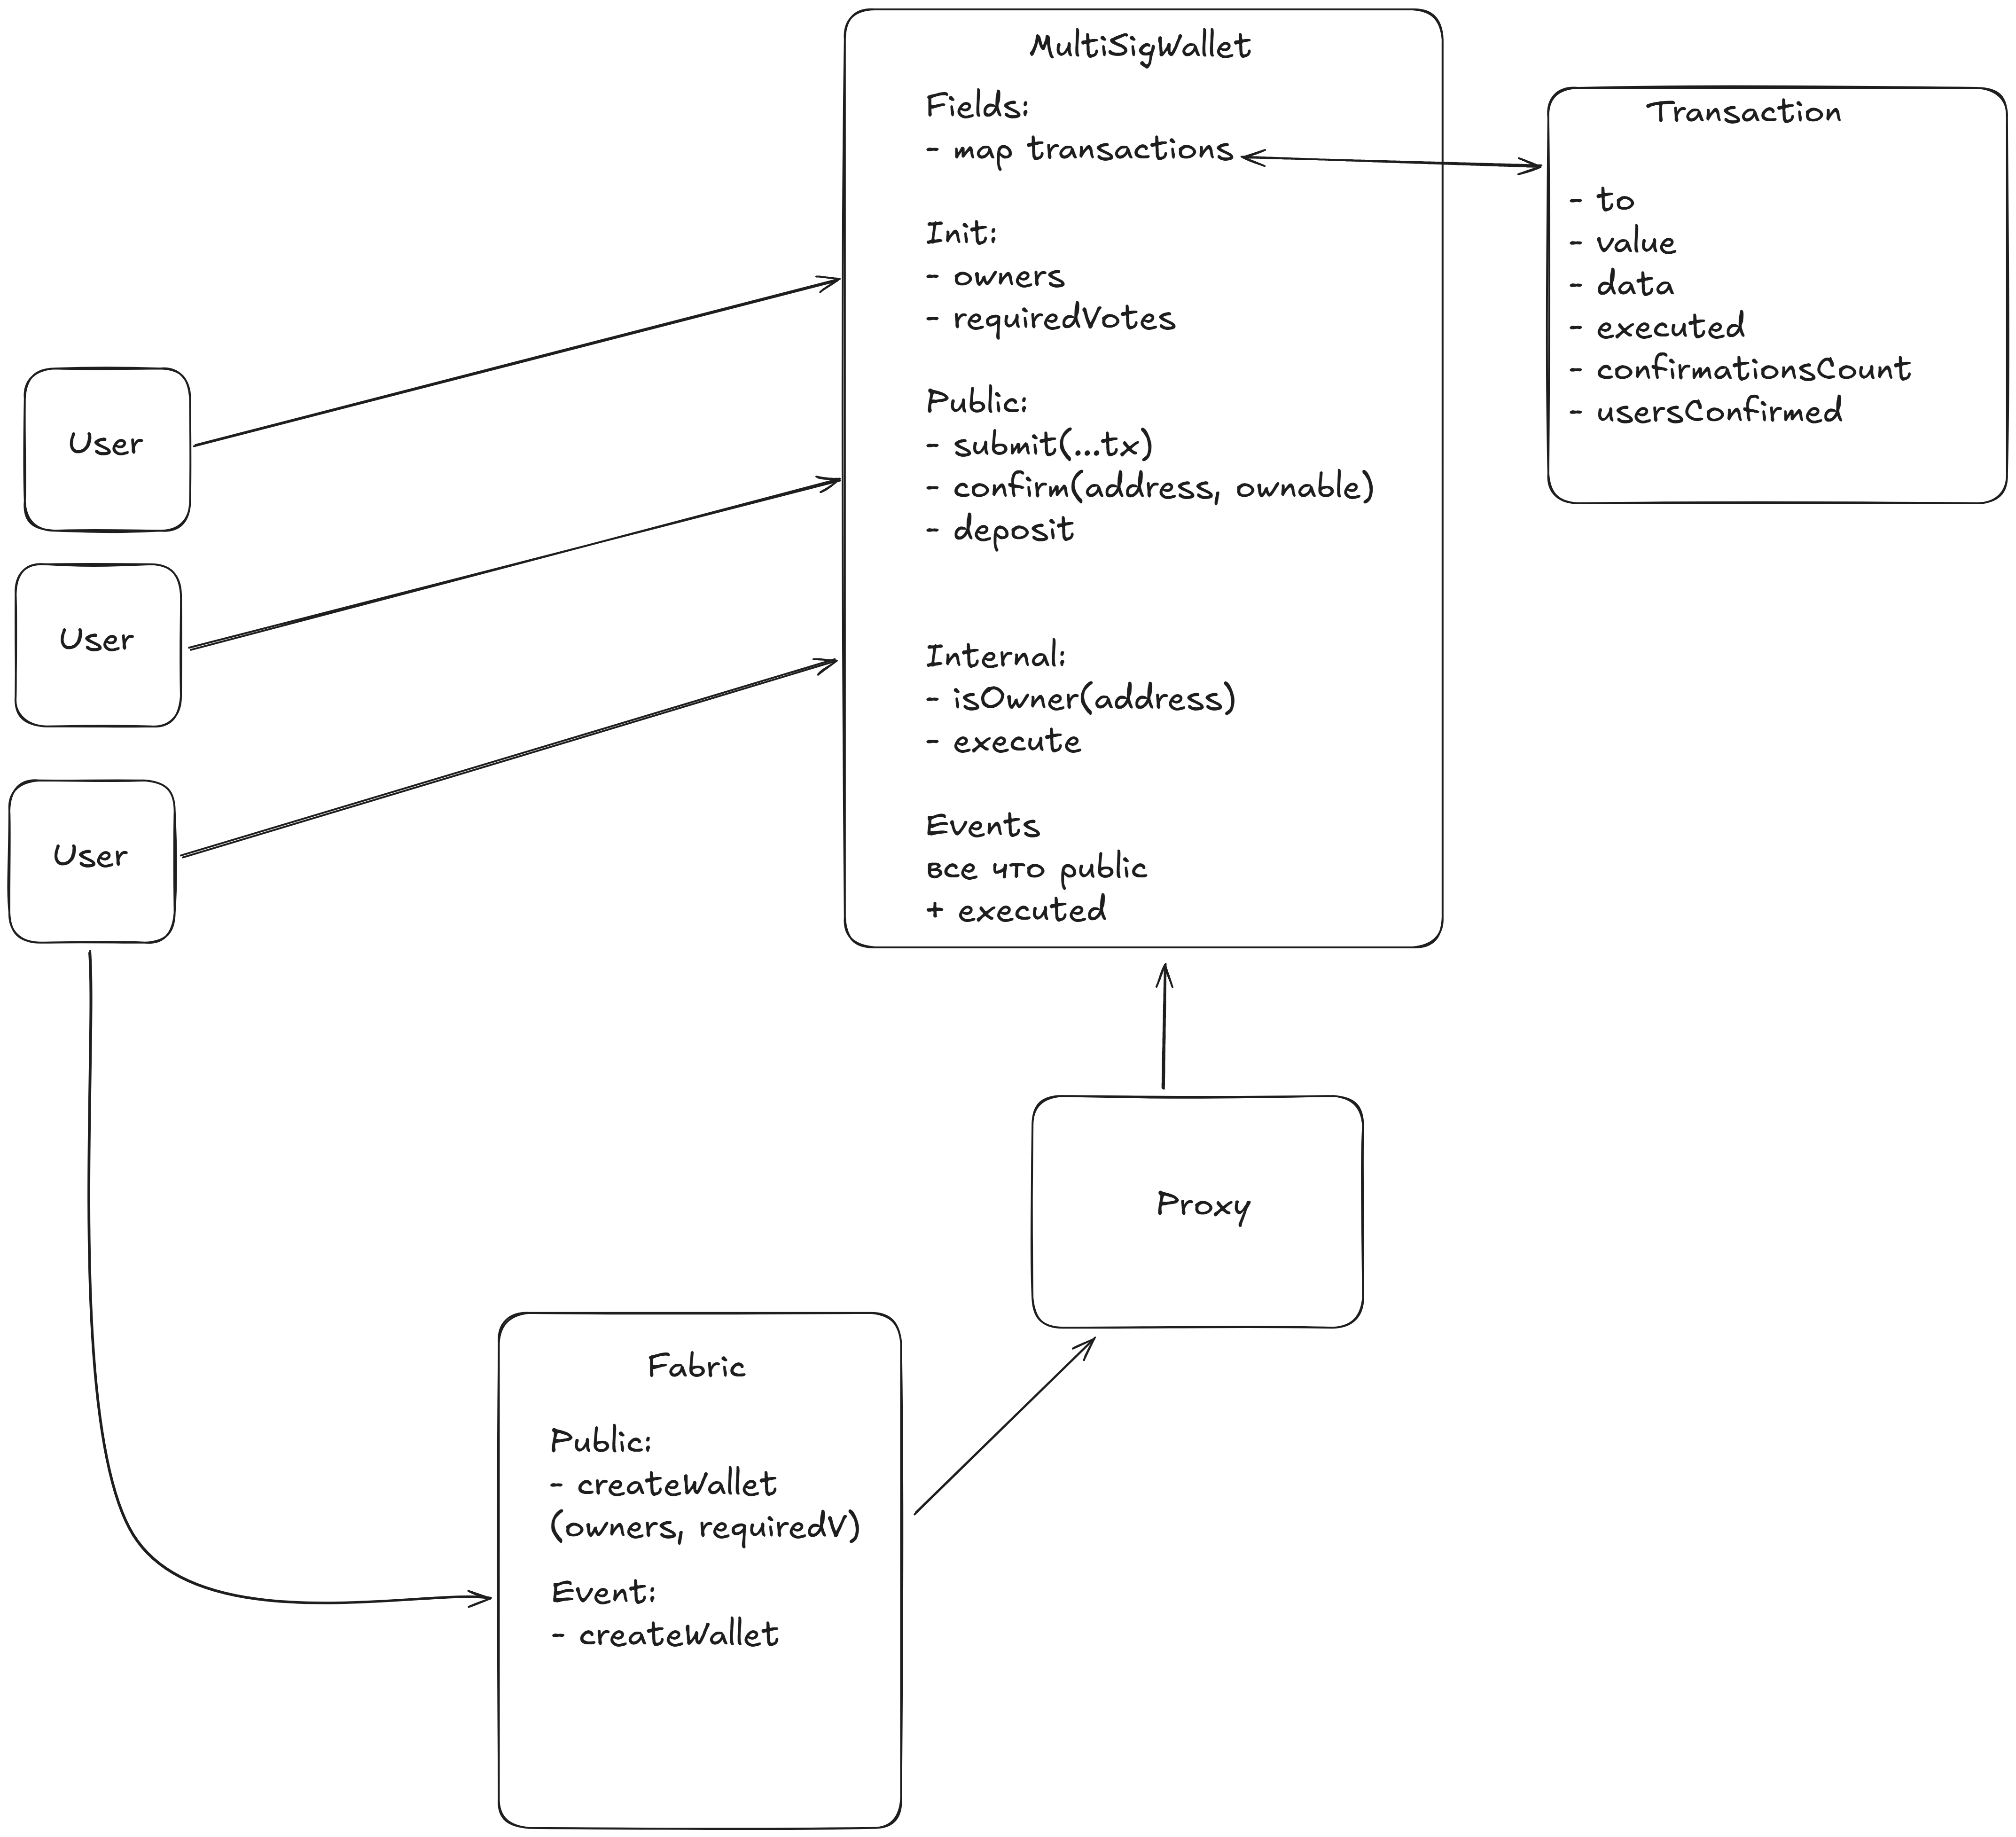 MultiSigWallet
Fields:
- map transactions
Init:
- owners
- requiredVotes
Public:
- submit(...tx)
- confirm(address, ownable)
- deposit
Internal:
- isOwner(address)
- execute
Events
все что public
+ executed
Transaction
- to
- value
- data
- executed
- confirmationsCount
- usersConfirmed
User
User
User
Proxy
Fabric
Public:
- createWallet
(owners, requiredV)
Event:
- createWallet